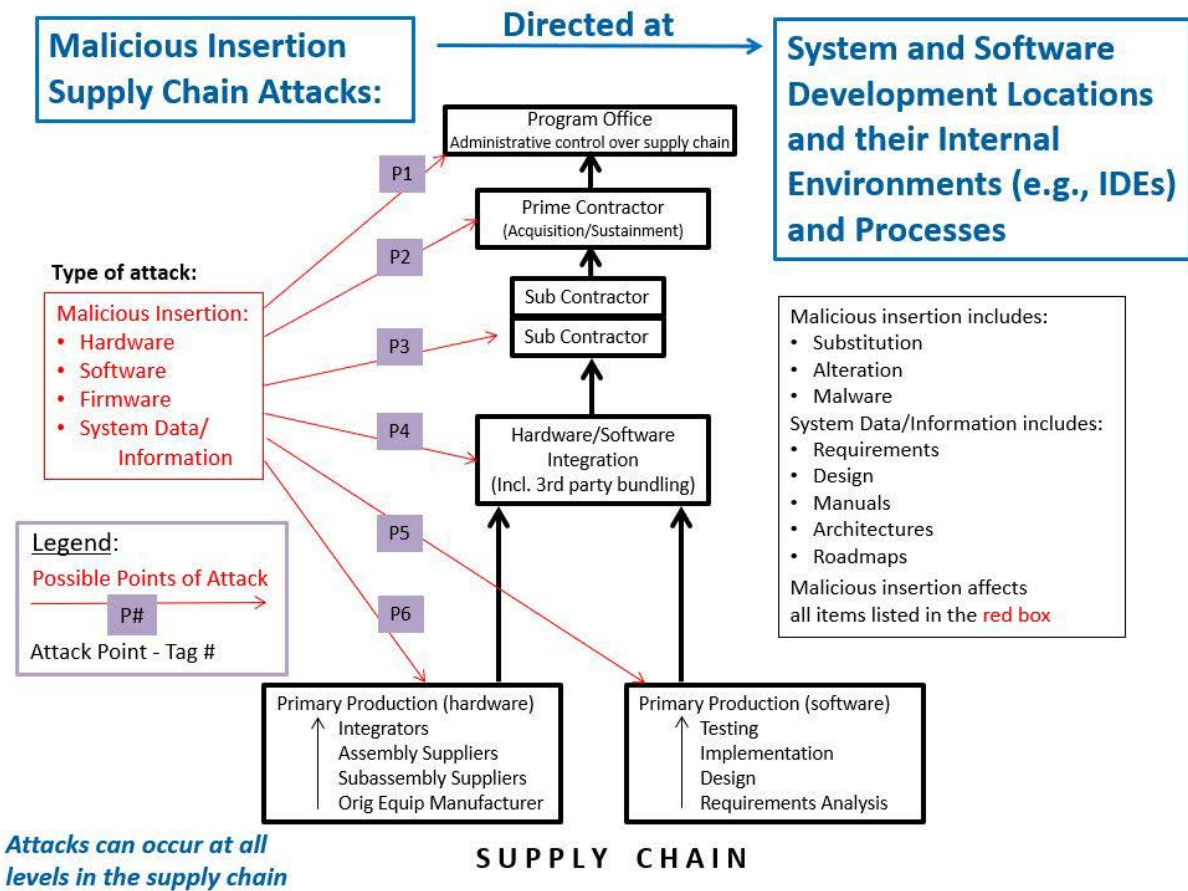 Malicious Insertion
Supply Chain Attacks:
Directed at
System and Software
Development Locations
and their Internal
Environments (e.g., IDEs)
and Processes
Program Office
Administrative control over supply chain
P1
Prime Contractor
(Acquisition/Sustainment)
P2
Type of attack:
Malicious Insertion:
• Hardware
• Software
• Firmware
• System Data/
Information
Sub Contractor
Sub Contractor
P3
P4
Hardware/Software
Integration
(Incl. 3rd party bundling)
Malicious insertion includes:
• Substitution
• Alteration
• Malware
System Data/Information includes:
• Requirements
• Design
• Manuals
• Architectures
• Roadmaps
Malicious insertion affects
all items listed in the red box
P5
P6
Legend:
Possible Points of Attack
P#
Attack Point - Tag #
Primary Production (hardware)
Integrators
Assembly Suppliers
Subassembly Suppliers
Orig Equip Manufacturer
Primary Production (software)
Testing
Implementation
Design
Requirements Analysis
Attacks can occur at all
levels in the supply chain
SUPPLY CHAIN